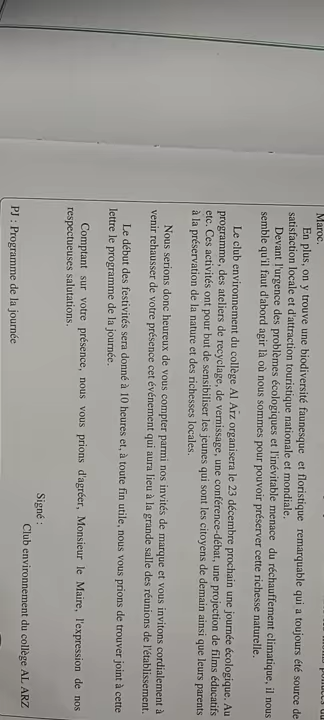 Maroc.
En plus, on y trouve une biodiversité faunesque et floristique remarquable qui a toujours été source de
satisfaction locale et d'attraction touristique nationale et mondiale.
Devant l'urgence des problèmes écologiques et l'inévitable menace du réchauffement climatique, il nous
semble qu'il faut d'abord agir là où nous sommes pour pouvoir préserver cette richesse naturelle.
Le club environnement du collège Al Arz organisera le 23 décembre prochain une journée écologique. Au
programme, des ateliers de recyclage, de vernissage, une conférence-débat, une projection de films éducatifs
etc. Ces activités ont pour but de sensibiliser les jeunes qui sont les citoyens de demain ainsi que leurs parents
à la préservation de la nature et des richesses locales.
Nous serions donc heureux de vous compter parmi nos invités de marque et vous invitons cordialement à
venir rehausser de votre présence cet événement qui aura lieu à la grande salle des réunions de l'établissement.
Le début des festivités sera donné à 10 heures et, à toute fin utile, nous vous prions de trouver joint à cette
lettre le programme de la journée.
Comptant sur votre présence, nous vous prions d'agréer, Monsieur le Maire, l'expression de nos
respectueuses salutations.
Signé :
Club environnement du collège AL ARZ
PJ : Programme de la journée